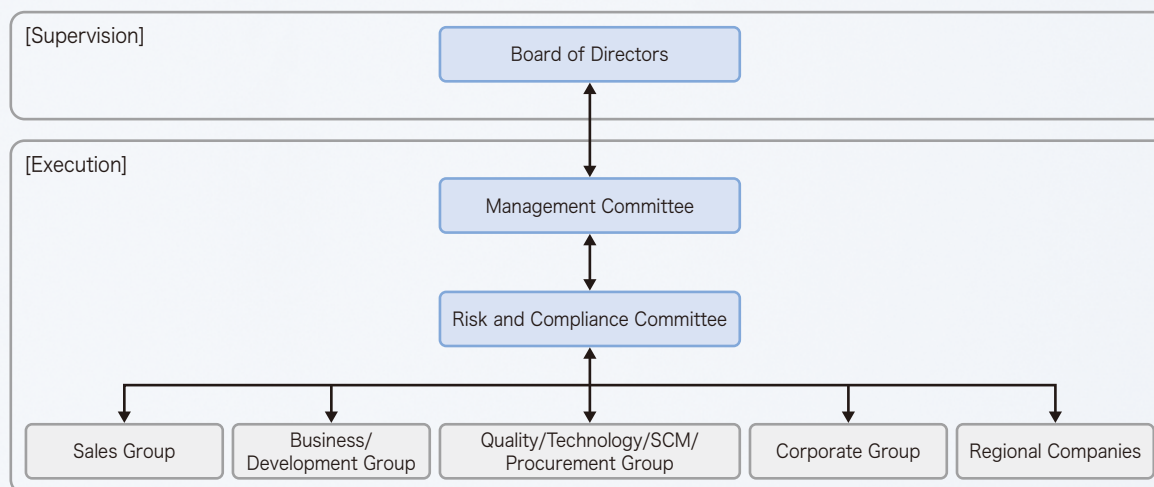 [Supervision]
Board of Directors
[Execution]
Management Committee
Risk and Compliance Committee
Sales Group
Business/
Development Group
Quality/Technology/SCM/
Procurement Group
Corporate Group
Regional Companies